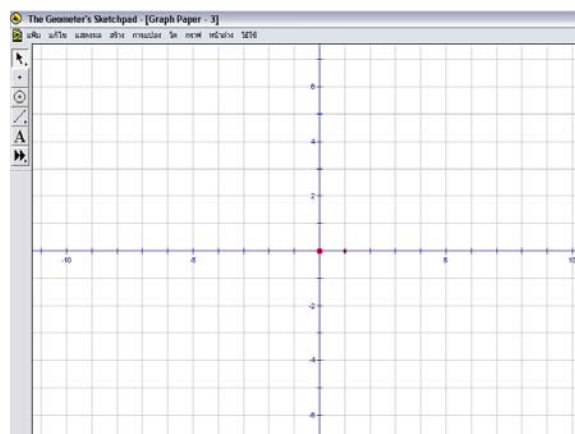 The Geometer's Sketchpad - [Graph Paper - 3]
แฟ้ม แก้ไข แสดงผล สร้าง การแปลง วัด กราฟ หน้าต่าง วิธีใช้
A
6
4
2
-10 -5 5 10
-2
-4
-6